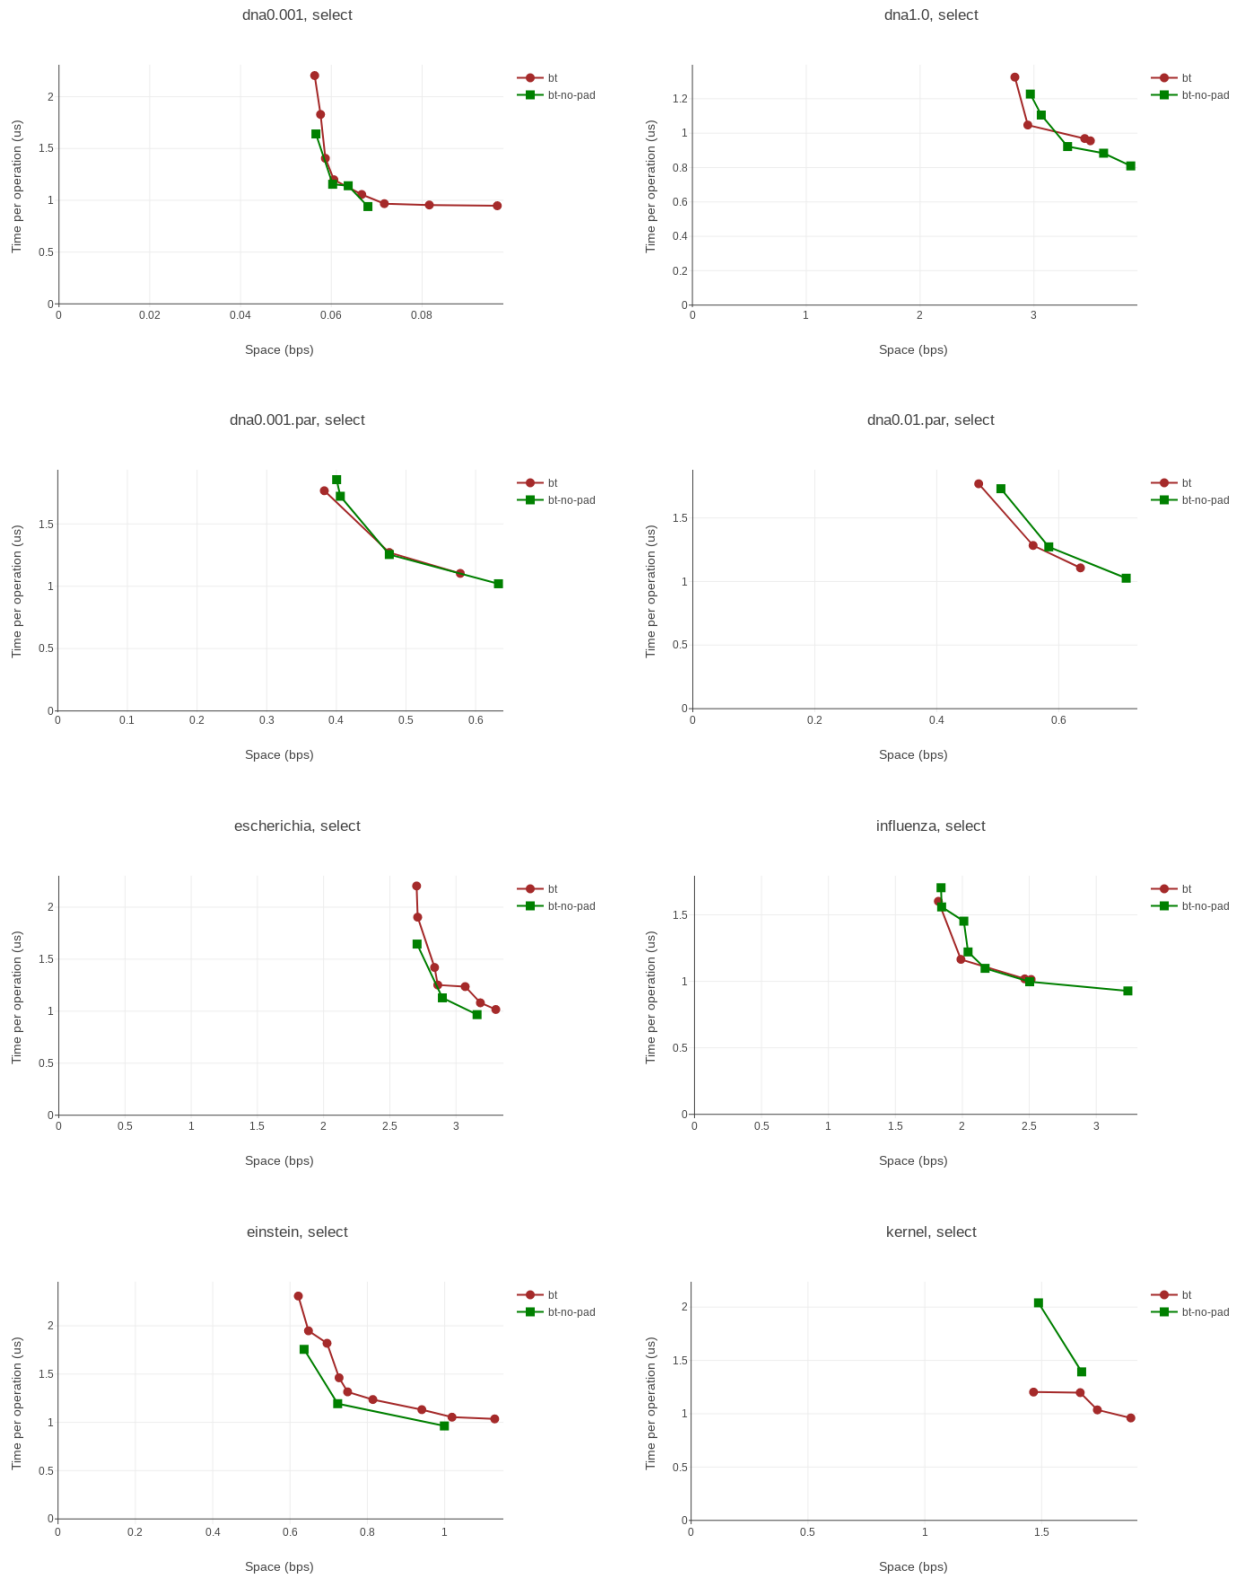 dna0.001, select
bt
bt-no-pad
Time per operation (us)
2
1.5
1
0.5
0
0 0.02 0.04 0.06 0.08
Space (bps)
dna1.0, select
bt
bt-no-pad
Time per operation (us)
1.2
1
0.8
0.6
0.4
0.2
0
0 1 2 3
Space (bps)
dna0.001.par, select
bt
bt-no-pad
Time per operation (us)
1.5
1
0.5
0
0 0.1 0.2 0.3 0.4 0.5 0.6
Space (bps)
dna0.01.par, select
bt
bt-no-pad
Time per operation (us)
1.5
1
0.5
0
0 0.2 0.4 0.6
Space (bps)
escherichia, select
bt
bt-no-pad
Time per operation (us)
2
1.5
1
0.5
0
0 0.5 1 1.5 2 2.5 3
Space (bps)
influenza, select
bt
bt-no-pad
Time per operation (us)
1.5
1
0.5
0
0 0.5 1 1.5 2 2.5 3
Space (bps)
einstein, select
bt
bt-no-pad
Time per operation (us)
2
1.5
1
0.5
0
0 0.2 0.4 0.6 0.8 1
Space (bps)
kernel, select
bt
bt-no-pad
Time per operation (us)
2
1.5
1
0.5
0
0 0.5 1 1.5
Space (bps)